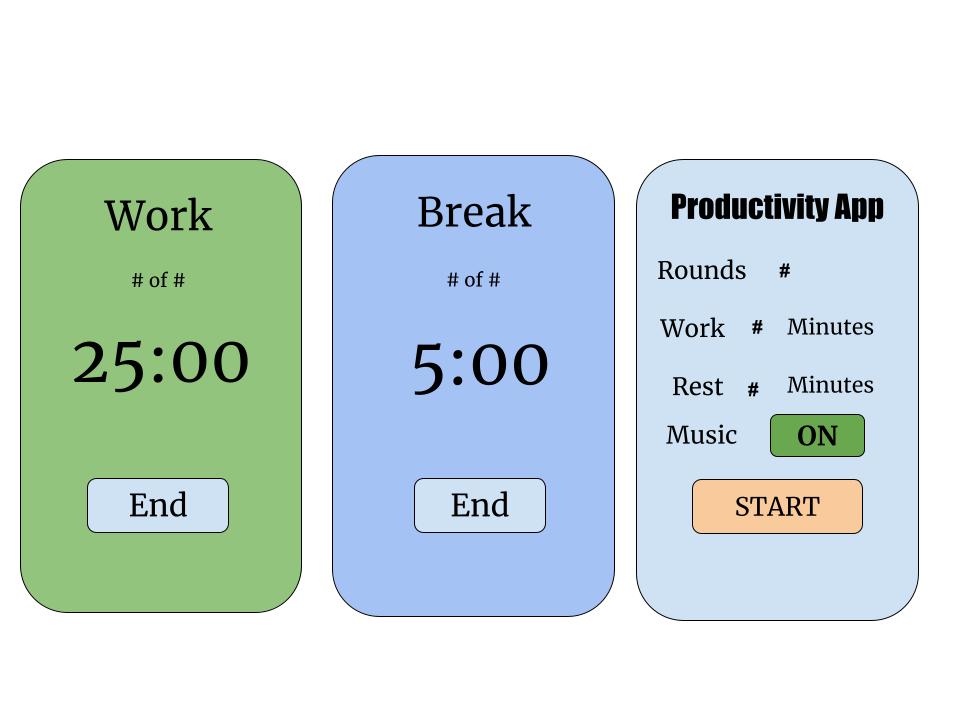 Work
# of #
25:00
End
Break
# of #
5:00
End
Productivity App
Rounds #
Work # Minutes
Rest # Minutes
Music ON
START